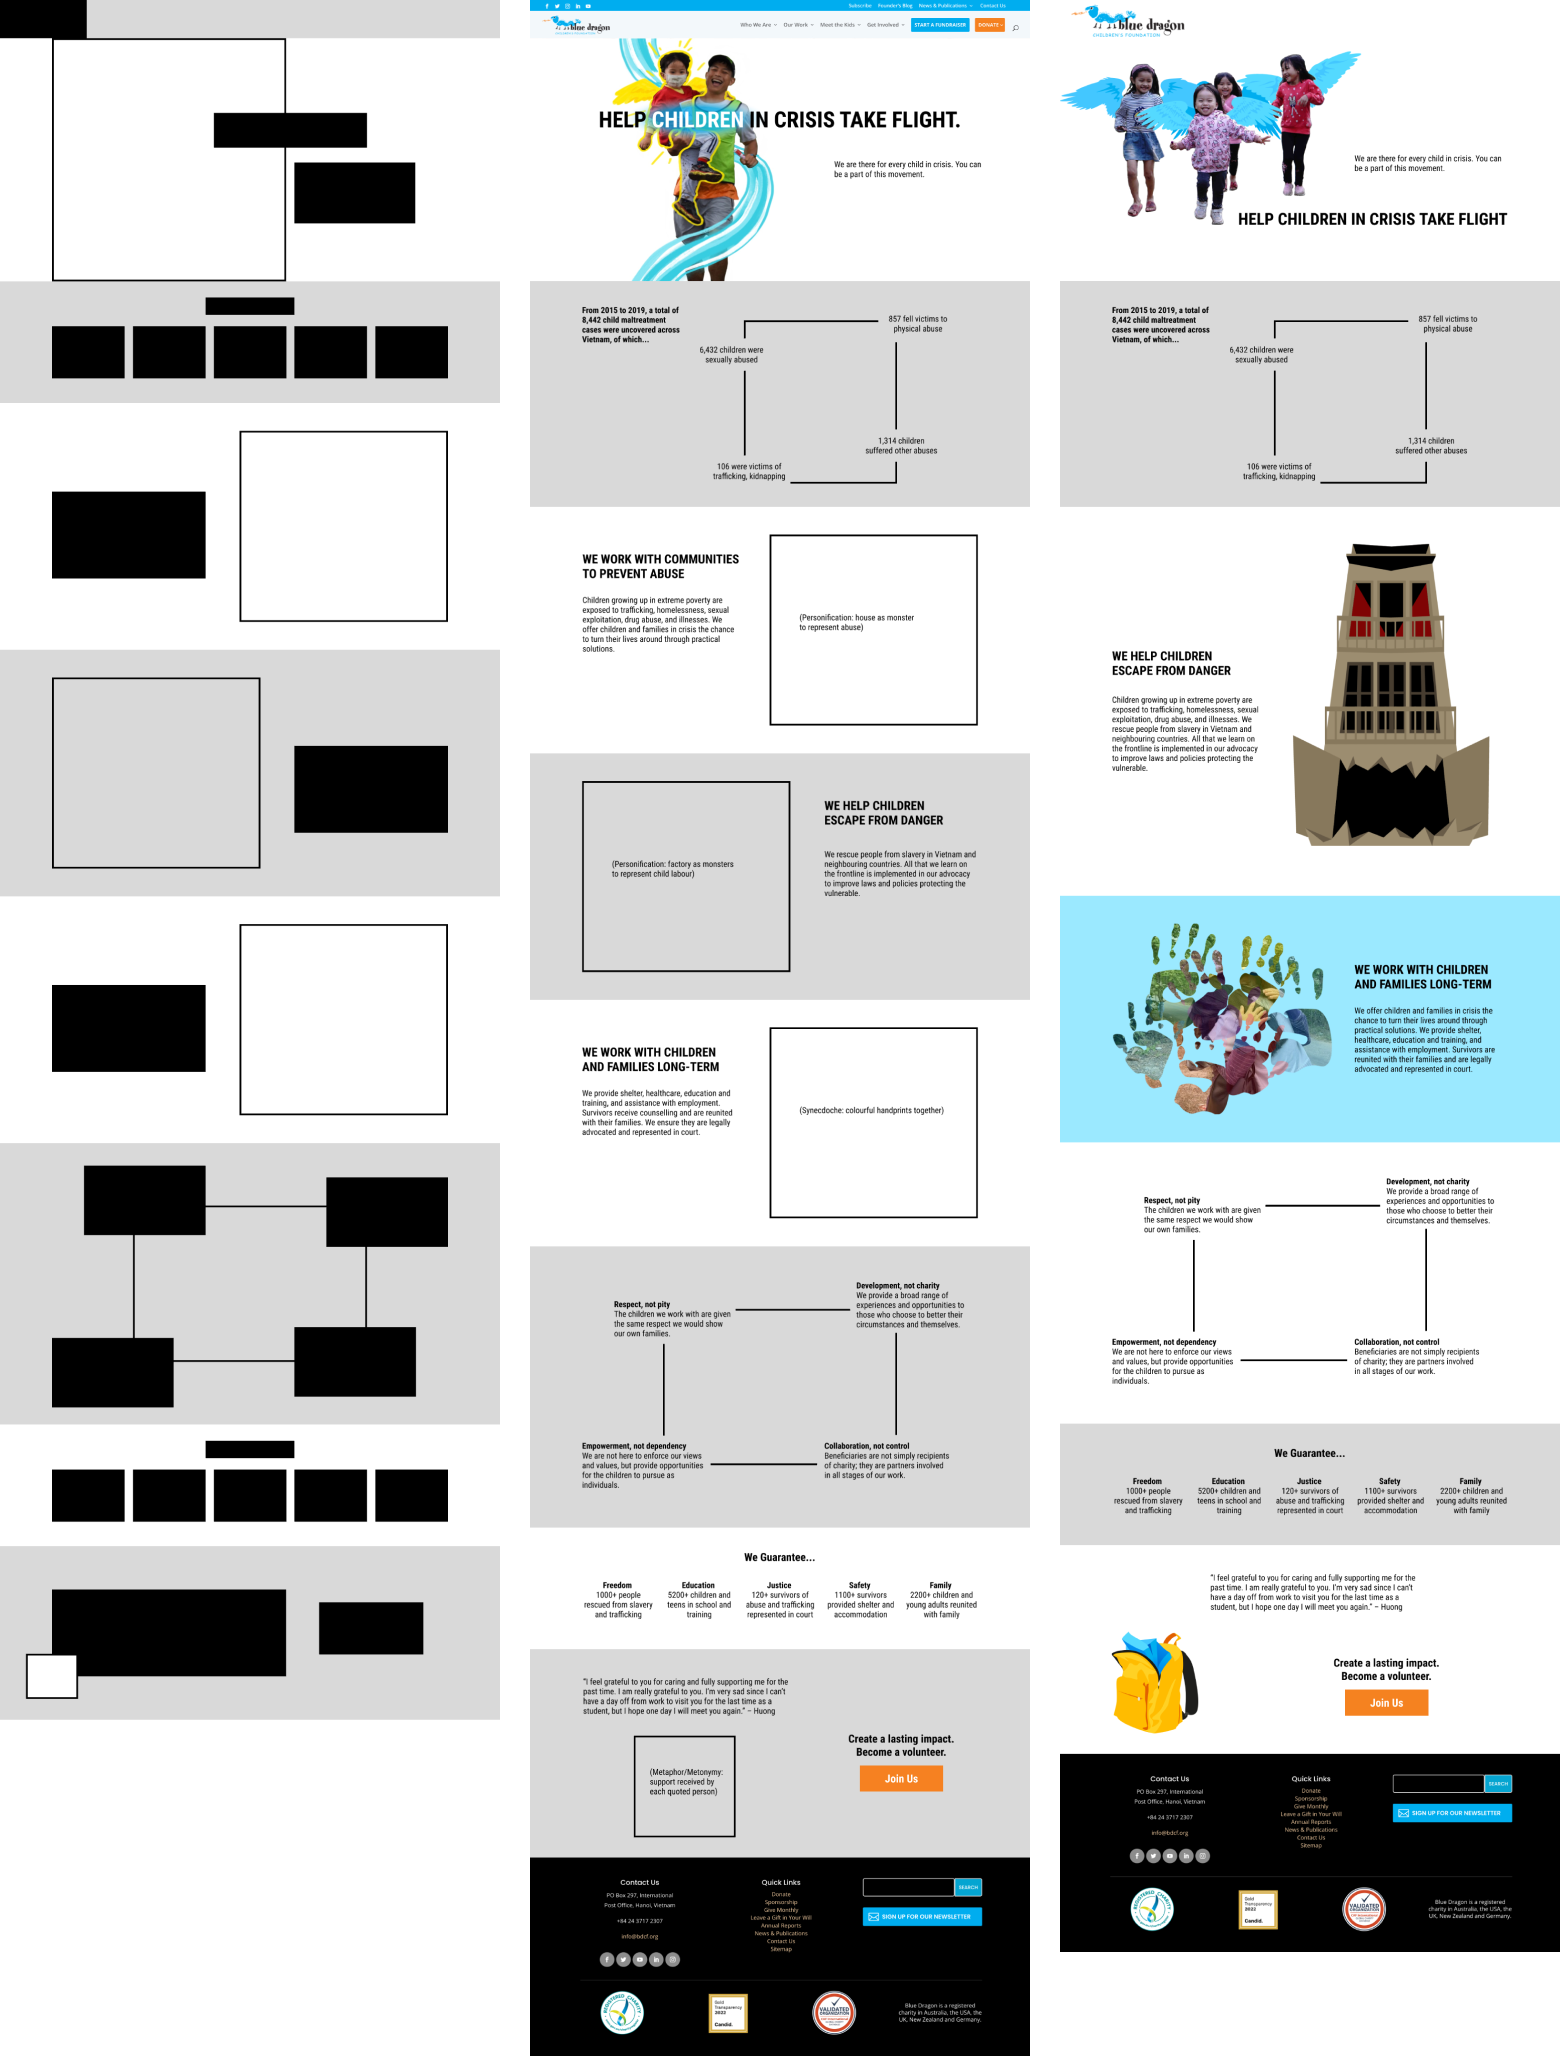 Subscribe Founder's Blog News & Publications Contact Us
blue dragon
CHILDREN'S FOUNDATION
Who We Are Our Work Meet the Kids Get Involved START A FUNDRAISER DONATE
HELP CHILDREN IN CRISIS TAKE FLIGHT.
We are there for every child in crisis. You can
be a part of this movement.
From 2015 to 2019, a total of
8,442 child maltreatment
cases were uncovered across
Vietnam, of which...
857 fell victims to
physical abuse
6,432 children were
sexually abused
1,314 children
suffered other abuses
106 were victims of
trafficking, kidnapping
WE WORK WITH COMMUNITIES
TO PREVENT ABUSE
Children growing up in extreme poverty are
exposed to trafficking, homelessness, sexual
exploitation, drug abuse, and illnesses. We
offer children and families in crisis the chance
to turn their lives around through practical
solutions.
(Personification: house as monster
to represent abuse)
(Personification: factory as monsters
to represent child labour)
WE HELP CHILDREN
ESCAPE FROM DANGER
We rescue people from slavery in Vietnam and
neighbouring countries. All that we learn on
the frontline is implemented in our advocacy
to improve laws and policies protecting the
vulnerable.
WE WORK WITH CHILDREN
AND FAMILIES LONG-TERM
We provide shelter, healthcare, education and
training, and assistance with employment.
Survivors receive counselling and are reunited
with their families. We ensure they are legally
advocated and represented in court.
(Synecdoche: colourful handprints together)
Respect, not pity
The children we work with are given
the same respect we would show
our own families.
Development, not charity
We provide a broad range of
experiences and opportunities to
those who choose to better their
circumstances and themselves.
Empowerment, not dependency
We are not here to enforce our views
and values, but provide opportunities
for the children to pursue as
individuals.
Collaboration, not control
Beneficiaries are not simply recipients
of charity; they are partners involved
in all stages of our work.
We Guarantee...
Freedom
1000+ people
rescued from slavery
and trafficking
Education
5200+ children and
teens in school and
training
Justice
120+ survivors of
abuse and trafficking
represented in court
Safety
1100+ survivors
provided shelter and
accommodation
Family
2200+ children and
young adults reunited
with family
"I feel grateful to you for caring and fully supporting me for the
past time. I am really grateful to you. I'm very sad since I can't
have a day off from work to visit you for the last time as a
student, but I hope one day I will meet you again." – Huong
(Metaphor/Metonymy:
support received by
each quoted person)
Create a lasting impact.
Become a volunteer.
Join Us
Contact Us
PO Box 297, International
Post Office, Hanoi, Vietnam
+84 24 3717 2307
info@bdcf.org
Quick Links
Donate
Sponsorship
Give Monthly
Leave a Gift in Your Will
Annual Reports
News & Publications
Contact Us
Sitemap
SEARCH
SIGN UP FOR OUR NEWSLETTER
REGISTERED CHARITY
Gold
Transparency
2022
Candid.
VALIDATED
ORGANIZATION
Blue Dragon is a registered
charity in Australia, the USA, the
UK, New Zealand and Germany.
blue dragon
CHILDREN'S FOUNDATION
We are there for every child in crisis. You can
be a part of this movement.
HELP CHILDREN IN CRISIS TAKE FLIGHT
From 2015 to 2019, a total of
8,442 child maltreatment
cases were uncovered across
Vietnam, of which...
857 fell victims to
physical abuse
6,432 children were
sexually abused
1,314 children
suffered other abuses
106 were victims of
trafficking, kidnapping
WE HELP CHILDREN
ESCAPE FROM DANGER
Children growing up in extreme poverty are
exposed to trafficking, homelessness, sexual
exploitation, drug abuse, and illnesses. We
rescue people from slavery in Vietnam and
neighbouring countries. All that we learn on
the frontline is implemented in our advocacy
to improve laws and policies protecting the
vulnerable.
WE WORK WITH CHILDREN
AND FAMILIES LONG-TERM
We offer children and families in crisis the
chance to turn their lives around through
practical solutions. We provide shelter,
healthcare, education and training, and
assistance with employment. Survivors are
reunited with their families and are legally
advocated and represented in court.
Respect, not pity
The children we work with are given
the same respect we would show
our own families.
Development, not charity
We provide a broad range of
experiences and opportunities to
those who choose to better their
circumstances and themselves.
Empowerment, not dependency
We are not here to enforce our views
and values, but provide opportunities
for the children to pursue as
individuals.
Collaboration, not control
Beneficiaries are not simply recipients
of charity; they are partners involved
in all stages of our work.
We Guarantee...
Freedom
1000+ people
rescued from slavery
and trafficking
Education
5200+ children and
teens in school and
training
Justice
120+ survivors of
abuse and trafficking
represented in court
Safety
1100+ survivors
provided shelter and
accommodation
Family
2200+ children and
young adults reunited
with family
"I feel grateful to you for caring and fully supporting me for the
past time. I am really grateful to you. I'm very sad since I can't
have a day off from work to visit you for the last time as a
student, but I hope one day I will meet you again." – Huong
Create a lasting impact.
Become a volunteer.
Join Us
Contact Us
PO Box 297, International
Post Office, Hanoi, Vietnam
+84 24 3717 2307
info@bdcf.org
Quick Links
Donate
Sponsorship
Give Monthly
Leave a Gift in Your Will
Annual Reports
News & Publications
Contact Us
Sitemap
SEARCH
SIGN UP FOR OUR NEWSLETTER
REGISTERED CHARITY
Gold
Transparency
2022
Candid.
VALIDATED
ORGANIZATION
Blue Dragon is a registered
charity in Australia, the USA, the
UK, New Zealand and Germany.